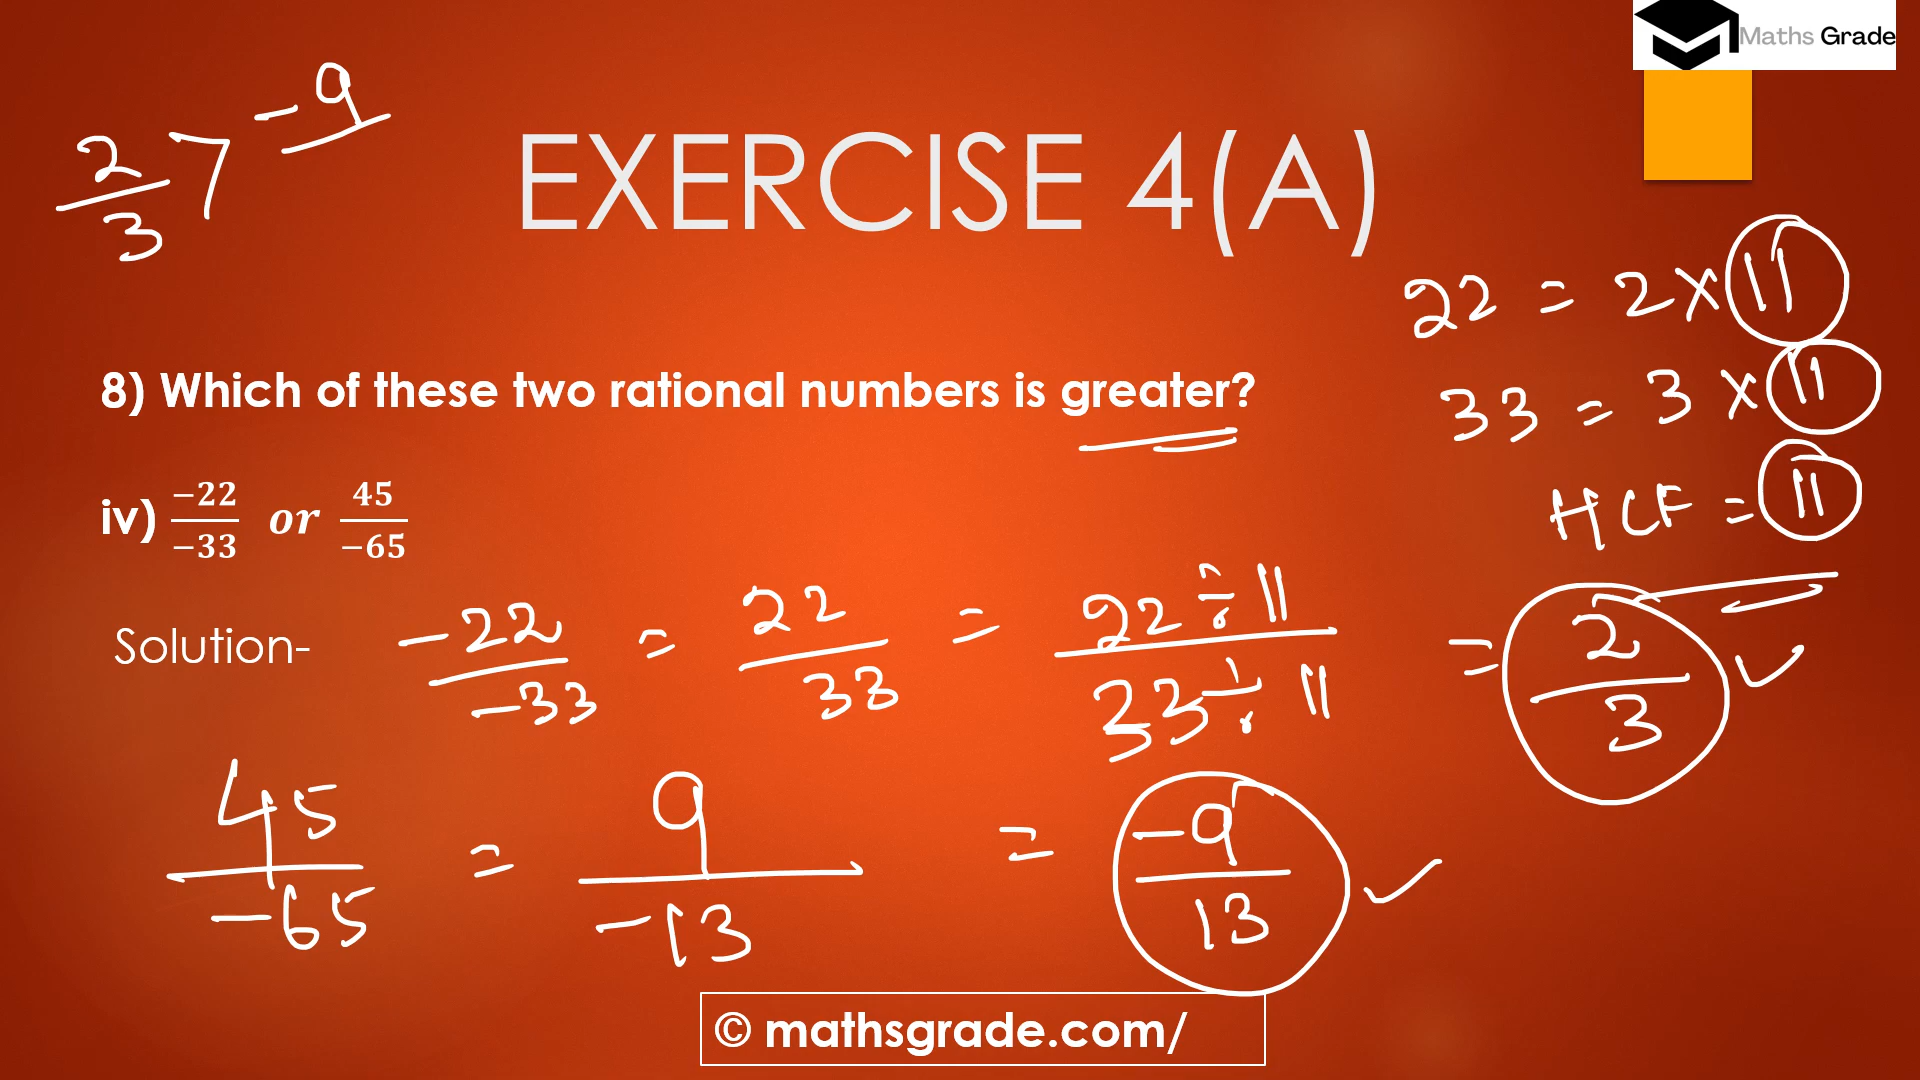 Maths Grade
2/3 > -9/
EXERCISE 4(A)
22 = 2 × 11
33 = 3 × 11
HCF = 11
8) Which of these two rational numbers is greater?
iv) −22/−33 or 45/−65
Solution- -22/-33 = 22/33 = 22÷11/33÷11 = 2/3 ✓
45/-65 = 9/-13 = -9/13 ✓
© mathsgrade.com/